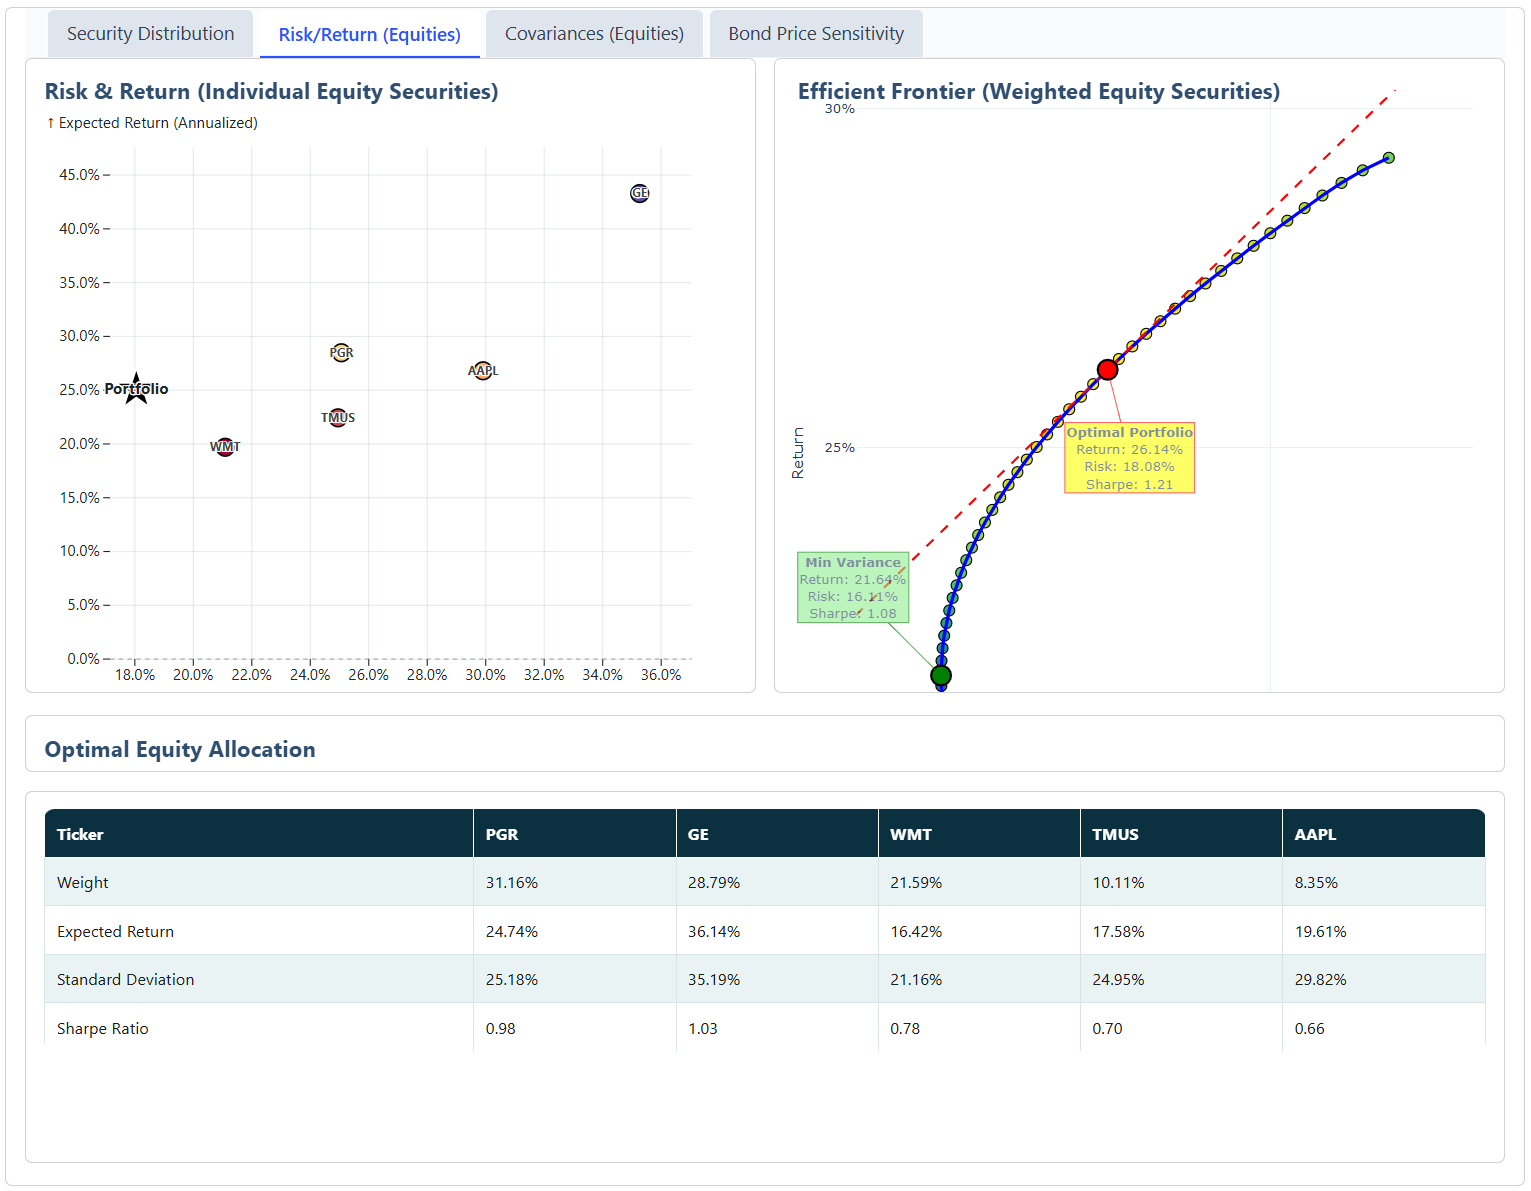 Security Distribution
Risk/Return (Equities)
Covariances (Equities)
Bond Price Sensitivity
Risk & Return (Individual Equity Securities)
↑ Expected Return (Annualized)
45.0%
40.0%
35.0%
30.0%
25.0%
20.0%
15.0%
10.0%
5.0%
0.0%
GE
PGR
AAPL
Portfolio
TMUS
WMT
18.0% 20.0% 22.0% 24.0% 26.0% 28.0% 30.0% 32.0% 34.0% 36.0%
Efficient Frontier (Weighted Equity Securities)
30%
25%
Return
Optimal Portfolio
Return: 26.14%
Risk: 18.08%
Sharpe: 1.21
Min Variance
Return: 21.64%
Risk: 16.11%
Sharpe: 1.08
Optimal Equity Allocation
Ticker PGR GE WMT TMUS AAPL
Weight 31.16% 28.79% 21.59% 10.11% 8.35%
Expected Return 24.74% 36.14% 16.42% 17.58% 19.61%
Standard Deviation 25.18% 35.19% 21.16% 24.95% 29.82%
Sharpe Ratio 0.98 1.03 0.78 0.70 0.66